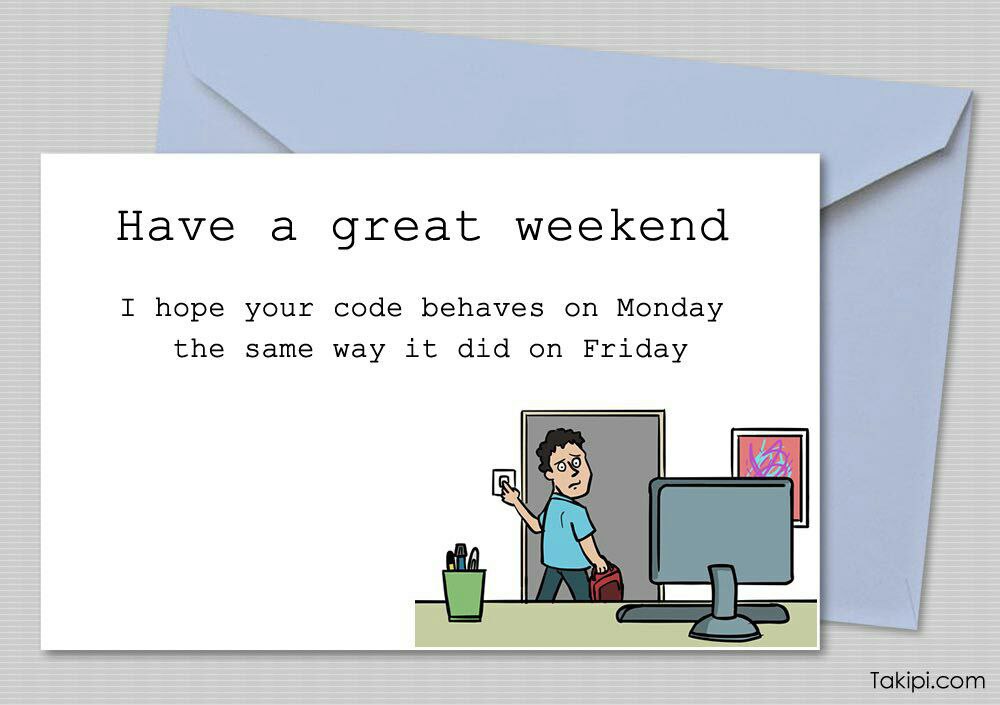 Have a great weekend
I hope your code behaves on Monday
the same way it did on Friday
Takipi.com